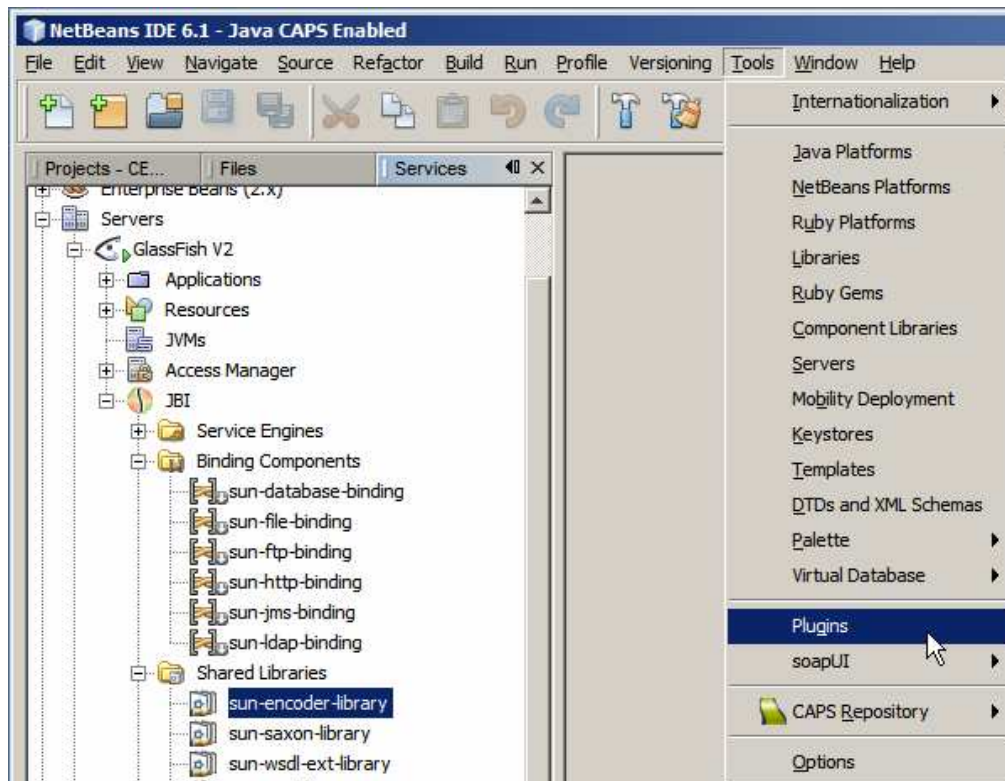 NetBeans IDE 6.1 - Java CAPS Enabled
File Edit View Navigate Source Refactor Build Run Profile Versioning Tools Window Help
Projects - CE... Files Services
Enterprise Beans (2.x)
Servers
GlassFish V2
Applications
Resources
JVMs
Access Manager
JBI
Service Engines
Binding Components
sun-database-binding
sun-file-binding
sun-ftp-binding
sun-http-binding
sun-jms-binding
sun-ldap-binding
Shared Libraries
sun-encoder-library
sun-saxon-library
sun-wsdl-ext-library
Internationalization
Java Platforms
NetBeans Platforms
Ruby Platforms
Libraries
Ruby Gems
Component Libraries
Servers
Mobility Deployment
Keystores
Templates
DTDs and XML Schemas
Palette
Virtual Database
Plugins
soapUI
CAPS Repository
Options